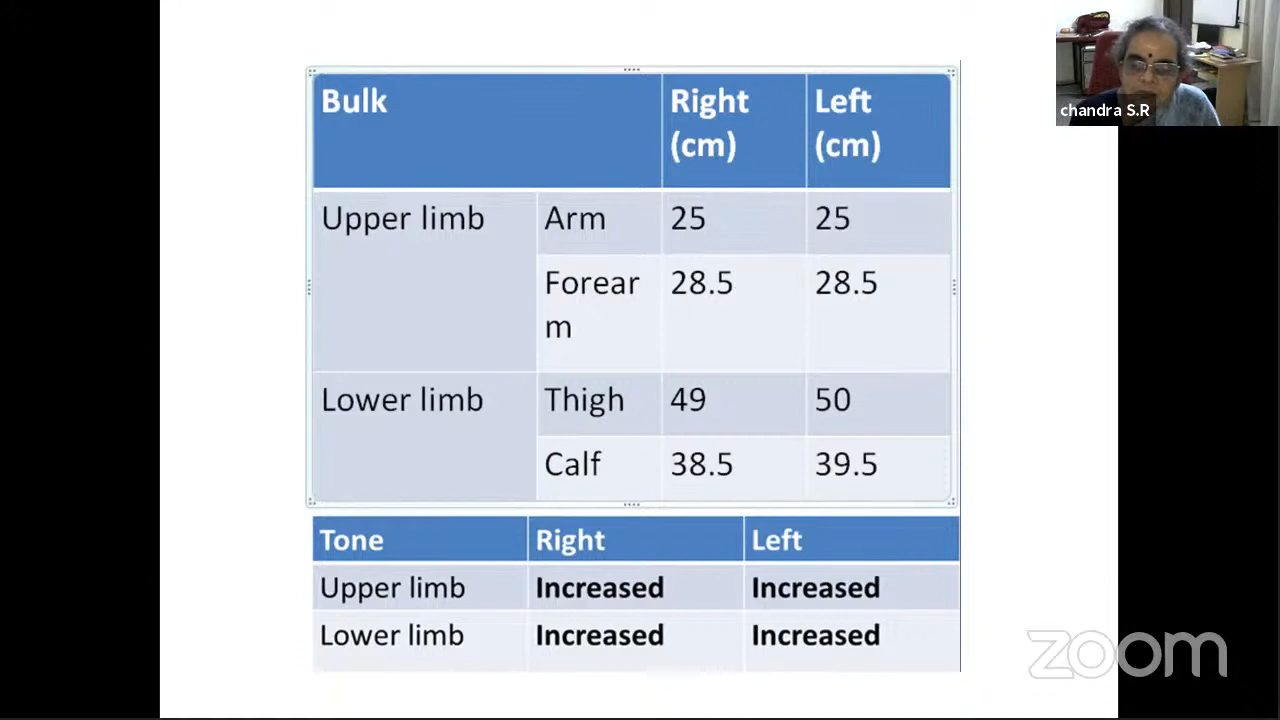 Bulk Right (cm) Left (cm)
Upper limb Arm 25 25
Forearm 28.5 28.5
Lower limb Thigh 49 50
Calf 38.5 39.5
Tone Right Left
Upper limb Increased Increased
Lower limb Increased Increased
chandra S.R
zoom